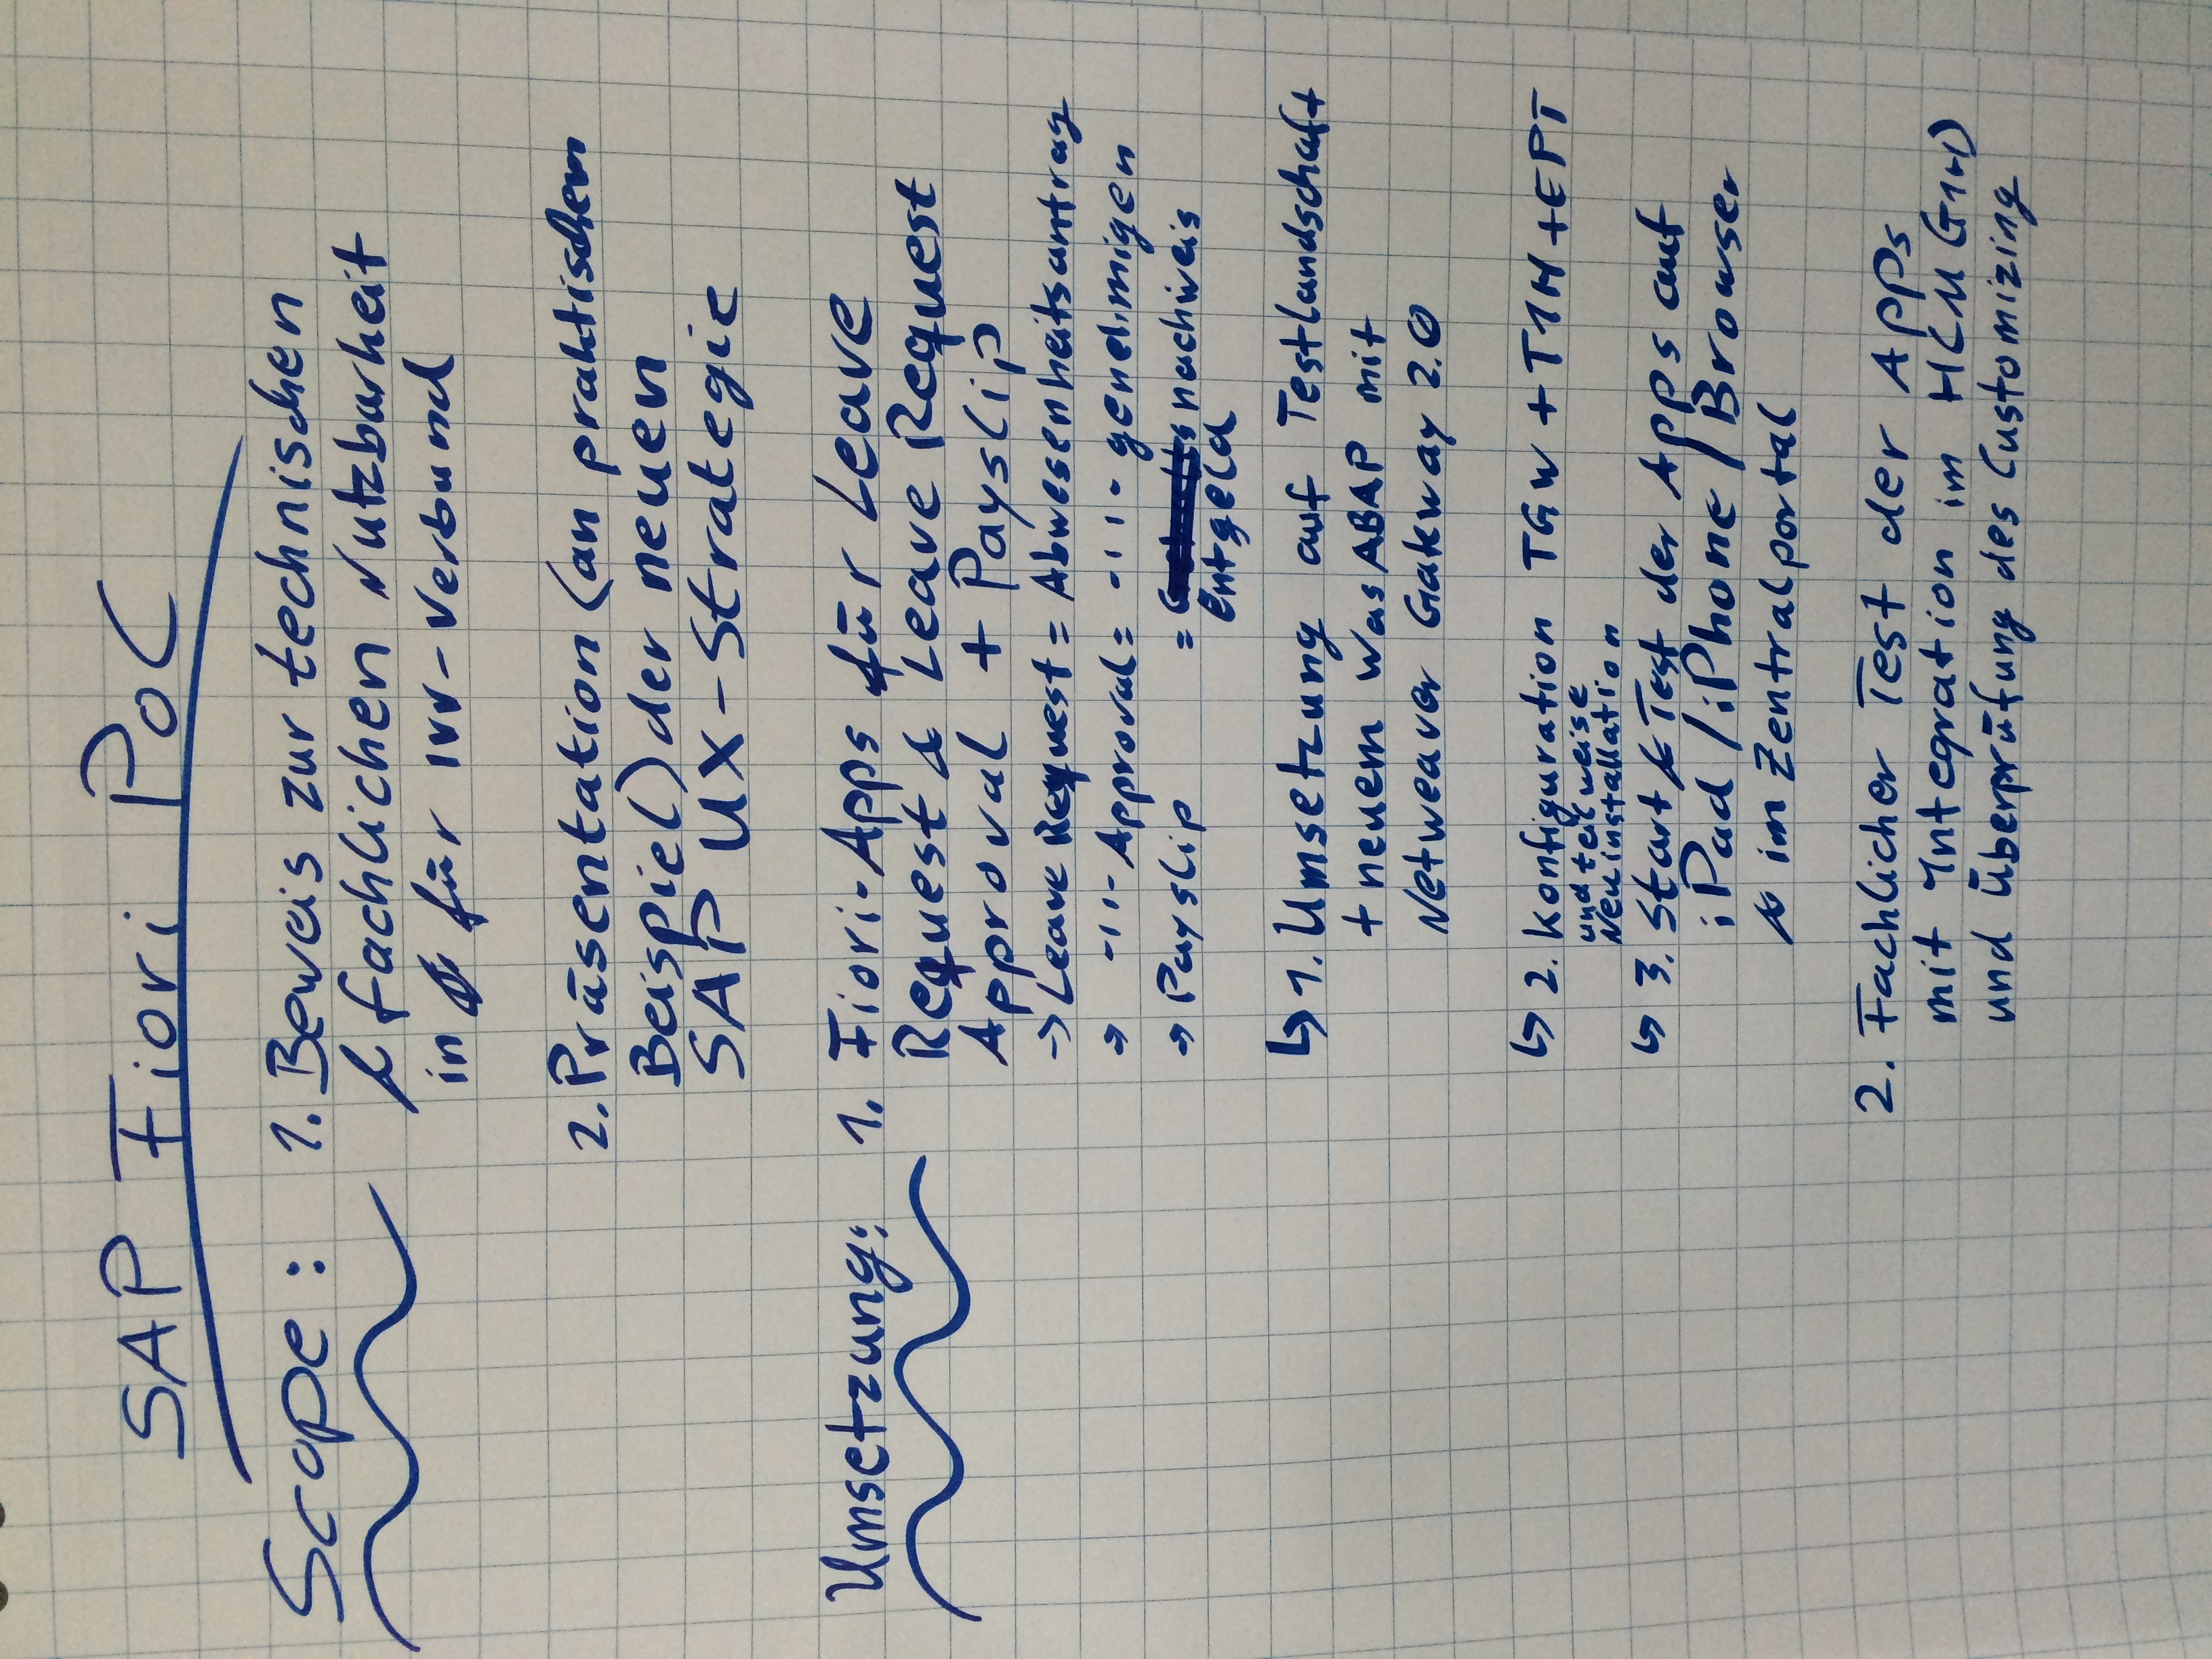 SAP Fiori PoC
Scope: 1. Beweis zur technischen
& fachlichen Nutzbarkeit
in für IVV-Verbund
2. Präsentation (an praktischem
Beispiel) der neuen
SAP UX-Strategie
Umsetzung: 1. Fiori-Apps für Leave
Request & Leave Request
Approval + Payslip
→ Leave Request = Abwesenheitsantrag
→ -"- Approval = -"- genehmigen
→ Payslip = nachweis
Entgeld
↳ 1. Umsetzung auf Testlandschaft
+ neuem WasABAP mit
Netweaver Gateway 2.0
↳ 2. Konfiguration TGW + T1H + EPT
und teilweise
Neuinstallation
↳ 3. Start & Test der Apps auf
iPad / iPhone / Browser
& im Zentralportal
2. Fachlicher Test der Apps
mit Integration im HCM
und Überprüfung des Customizing